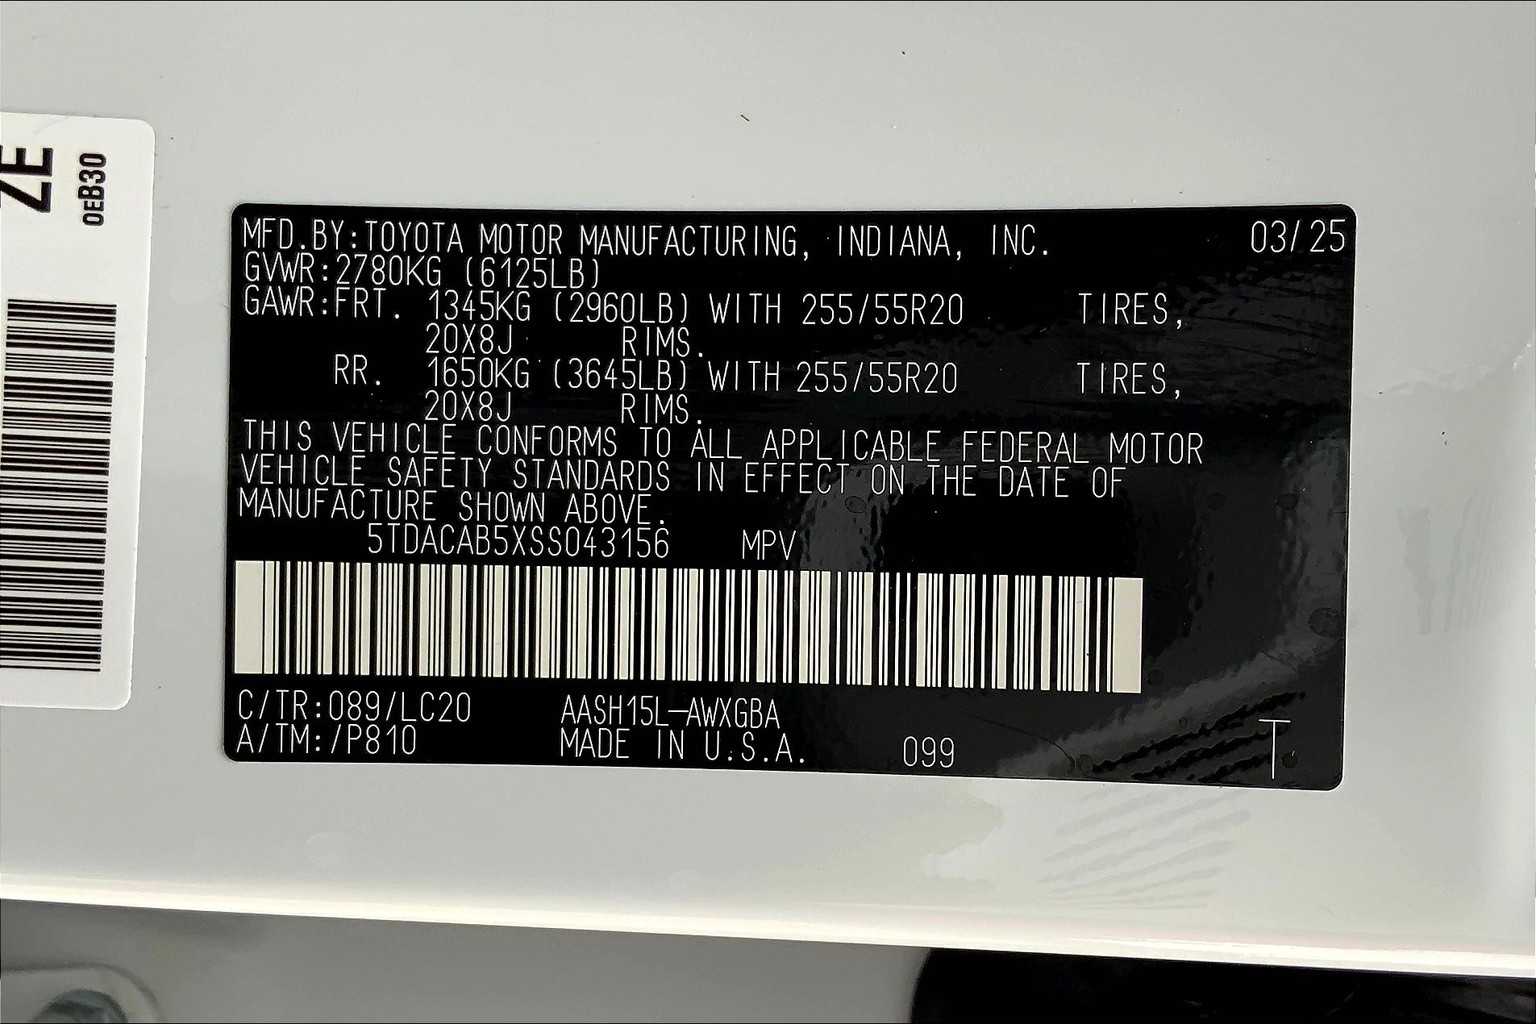 ZE
0EB30
MFD.BY:TOYOTA MOTOR MANUFACTURING, INDIANA, INC. 03/25
GVWR:2780KG (6125LB)
GAWR:FRT. 1345KG (2960LB) WITH 255/55R20 TIRES,
20X8J RIMS.
RR. 1650KG (3645LB) WITH 255/55R20 TIRES,
20X8J RIMS.
THIS VEHICLE CONFORMS TO ALL APPLICABLE FEDERAL MOTOR
VEHICLE SAFETY STANDARDS IN EFFECT ON THE DATE OF
MANUFACTURE SHOWN ABOVE.
5TDACAB5XSS043156 MPV
C/TR:089/LC20 AASH15L-AWXGBA
A/TM:/P810 MADE IN U.S.A. 099 T